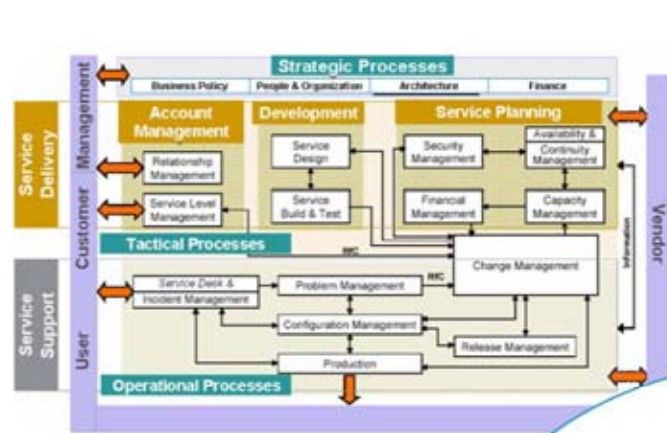 Strategic Processes
Business Policy
People & Organization
Architecture
Finance
Service Delivery
Service Support
Management
Customer
User
Vendor
Account
Management
Development
Service Planning
Relationship
Management
Service Level
Management
Service
Design
Service
Build & Test
Security
Management
Availability &
Continuity
Management
Financial
Management
Capacity
Management
Tactical Processes
RfC
Change Management
Information
Service Desk &
Incident Management
Problem Management
RfC
Configuration Management
Release Management
Production
Operational Processes